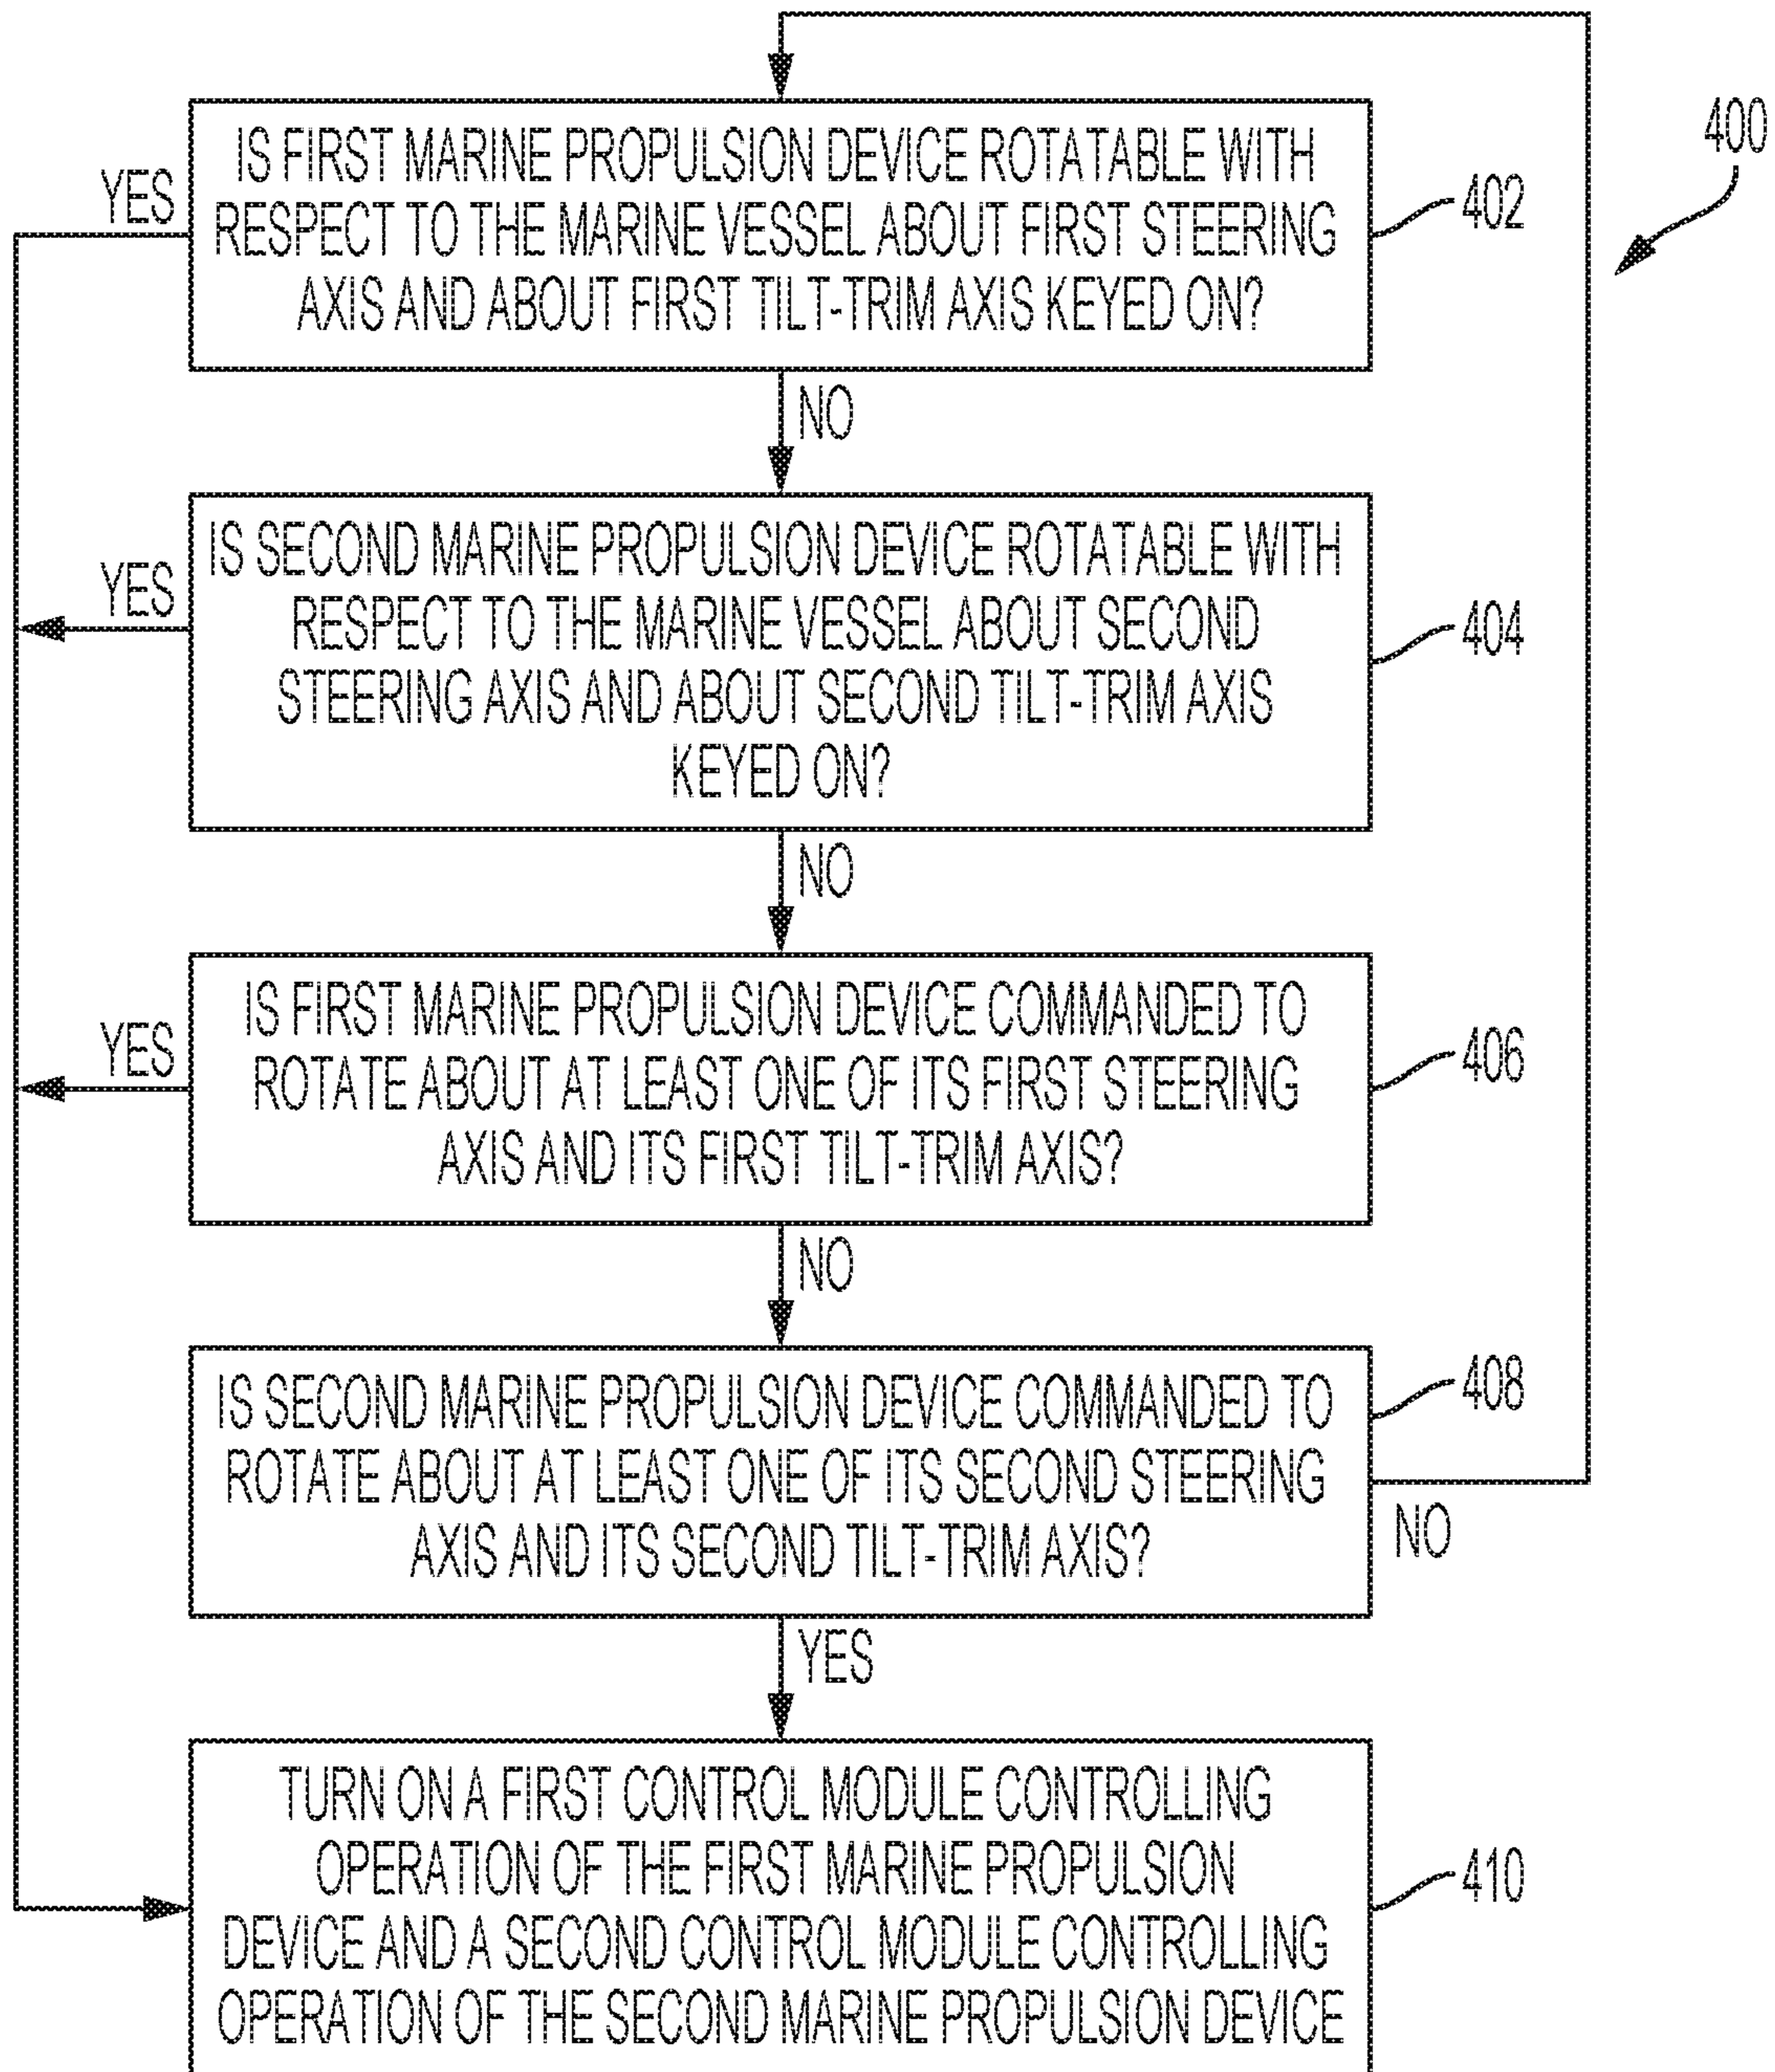 400
IS FIRST MARINE PROPULSION DEVICE ROTATABLE WITH
RESPECT TO THE MARINE VESSEL ABOUT FIRST STEERING
AXIS AND ABOUT FIRST TILT-TRIM AXIS KEYED ON?
YES
402
NO
IS SECOND MARINE PROPULSION DEVICE ROTATABLE WITH
RESPECT TO THE MARINE VESSEL ABOUT SECOND
STEERING AXIS AND ABOUT SECOND TILT-TRIM AXIS
KEYED ON?
YES
404
NO
IS FIRST MARINE PROPULSION DEVICE COMMANDED TO
ROTATE ABOUT AT LEAST ONE OF ITS FIRST STEERING
AXIS AND ITS FIRST TILT-TRIM AXIS?
YES
406
NO
IS SECOND MARINE PROPULSION DEVICE COMMANDED TO
ROTATE ABOUT AT LEAST ONE OF ITS SECOND STEERING
AXIS AND ITS SECOND TILT-TRIM AXIS?
408
NO
YES
TURN ON A FIRST CONTROL MODULE CONTROLLING
OPERATION OF THE FIRST MARINE PROPULSION
DEVICE AND A SECOND CONTROL MODULE CONTROLLING
OPERATION OF THE SECOND MARINE PROPULSION DEVICE
410